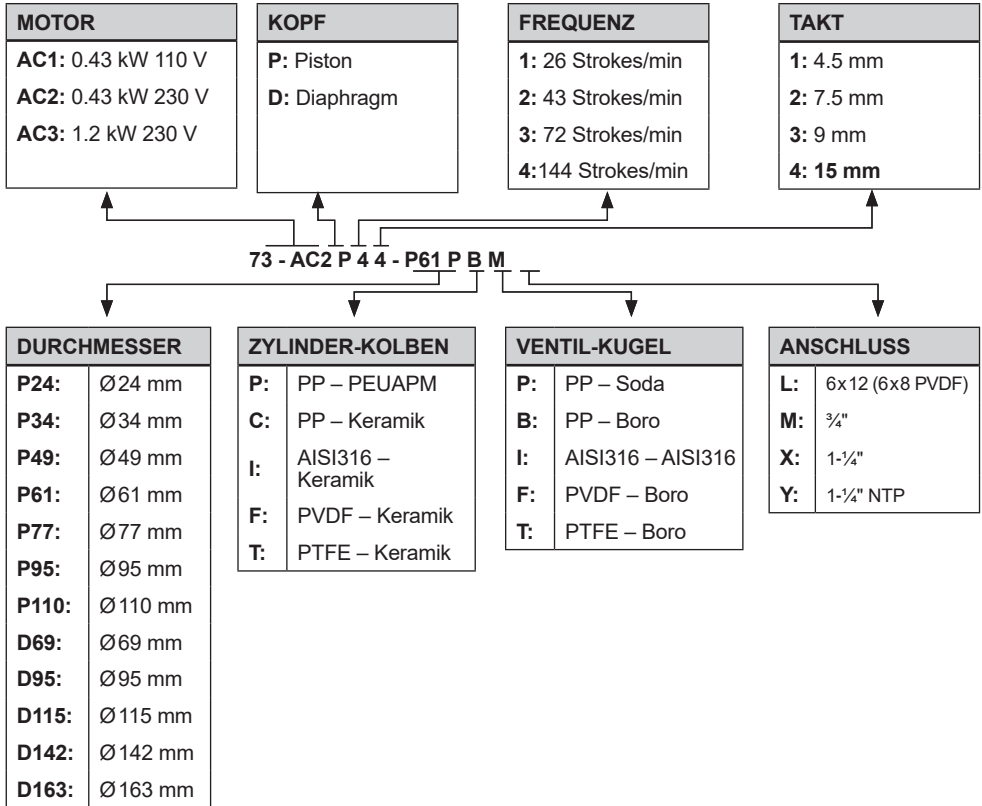 MOTOR
AC1: 0.43 kW 110 V
AC2: 0.43 kW 230 V
AC3: 1.2 kW 230 V
KOPF
P: Piston
D: Diaphragm
FREQUENZ
1: 26 Strokes/min
2: 43 Strokes/min
3: 72 Strokes/min
4:144 Strokes/min
TAKT
1: 4.5 mm
2: 7.5 mm
3: 9 mm
4: 15 mm
73 - AC2 P 4 4 - P61 P B M
DURCHMESSER
P24: Ø24 mm
P34: Ø34 mm
P49: Ø49 mm
P61: Ø61 mm
P77: Ø77 mm
P95: Ø95 mm
P110: Ø110 mm
D69: Ø69 mm
D95: Ø95 mm
D115: Ø115 mm
D142: Ø142 mm
D163: Ø163 mm
ZYLINDER-KOLBEN
P: PP – PEUAPM
C: PP – Keramik
I: AISI316 –
Keramik
F: PVDF – Keramik
T: PTFE – Keramik
VENTIL-KUGEL
P: PP – Soda
B: PP – Boro
I: AISI316 – AISI316
F: PVDF – Boro
T: PTFE – Boro
ANSCHLUSS
L: 6x12 (6x8 PVDF)
M: ¾"
X: 1-¼"
Y: 1-¼" NTP